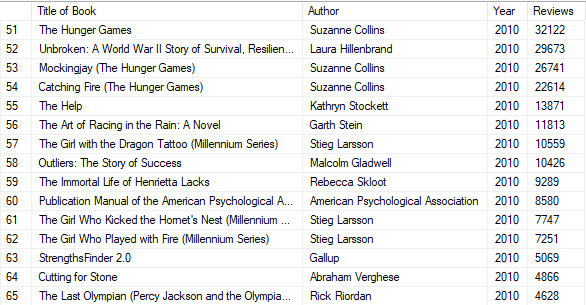 Title of Book Author Year Reviews
51 The Hunger Games Suzanne Collins 2010 32122
52 Unbroken: A World War II Story of Survival, Resilien... Laura Hillenbrand 2010 29673
53 Mockingjay (The Hunger Games) Suzanne Collins 2010 26741
54 Catching Fire (The Hunger Games) Suzanne Collins 2010 22614
55 The Help Kathryn Stockett 2010 13871
56 The Art of Racing in the Rain: A Novel Garth Stein 2010 11813
57 The Girl with the Dragon Tattoo (Millennium Series) Stieg Larsson 2010 10559
58 Outliers: The Story of Success Malcolm Gladwell 2010 10426
59 The Immortal Life of Henrietta Lacks Rebecca Skloot 2010 9289
60 Publication Manual of the American Psychological A... American Psychological Association 2010 8580
61 The Girl Who Kicked the Hornet's Nest (Millennium ... Stieg Larsson 2010 7747
62 The Girl Who Played with Fire (Millennium Series) Stieg Larsson 2010 7251
63 StrengthsFinder 2.0 Gallup 2010 5069
64 Cutting for Stone Abraham Verghese 2010 4866
65 The Last Olympian (Percy Jackson and the Olympia... Rick Riordan 2010 4628